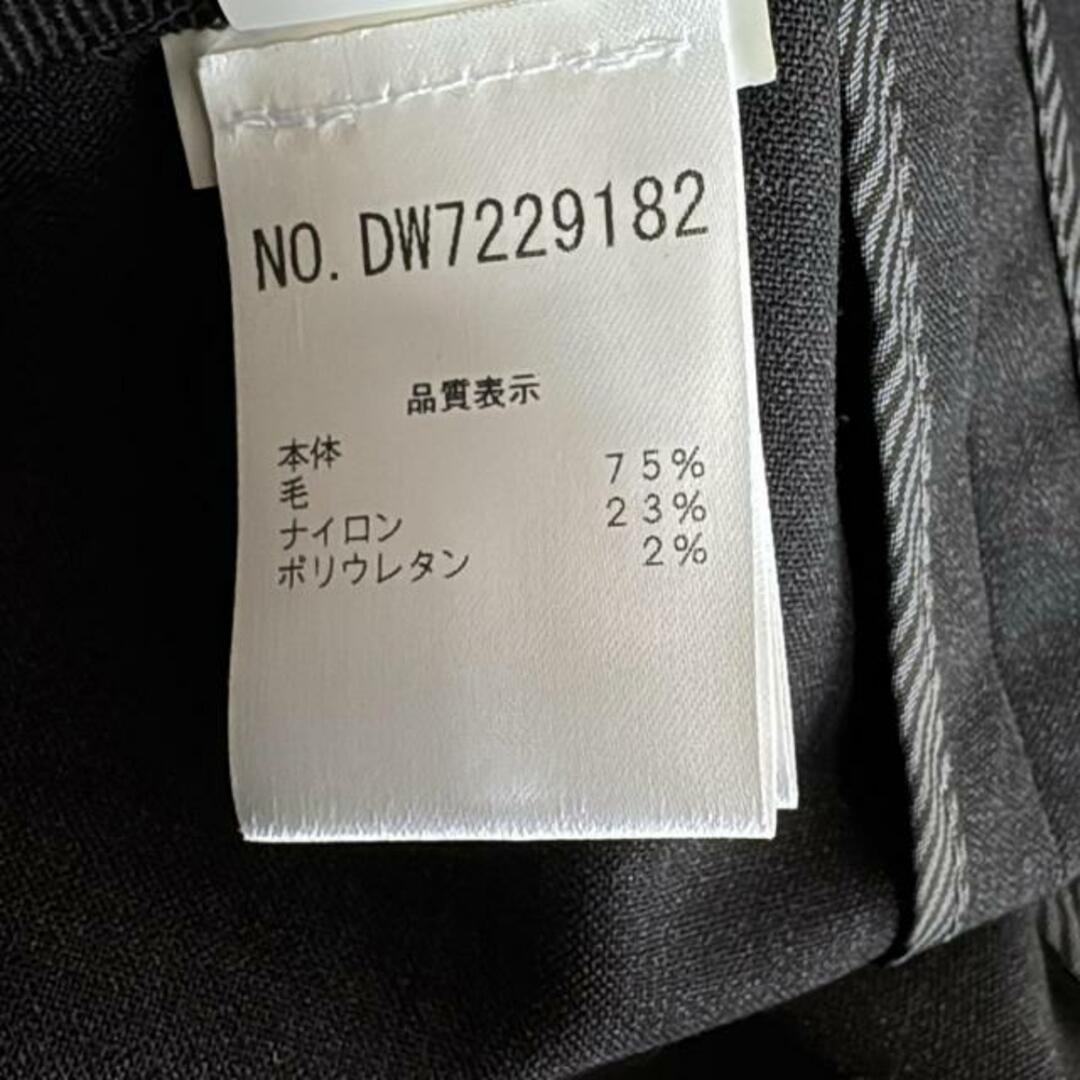 NO. DW7229182
品質表示
本体
毛 75%
ナイロン 23%
ポリウレタン 2%